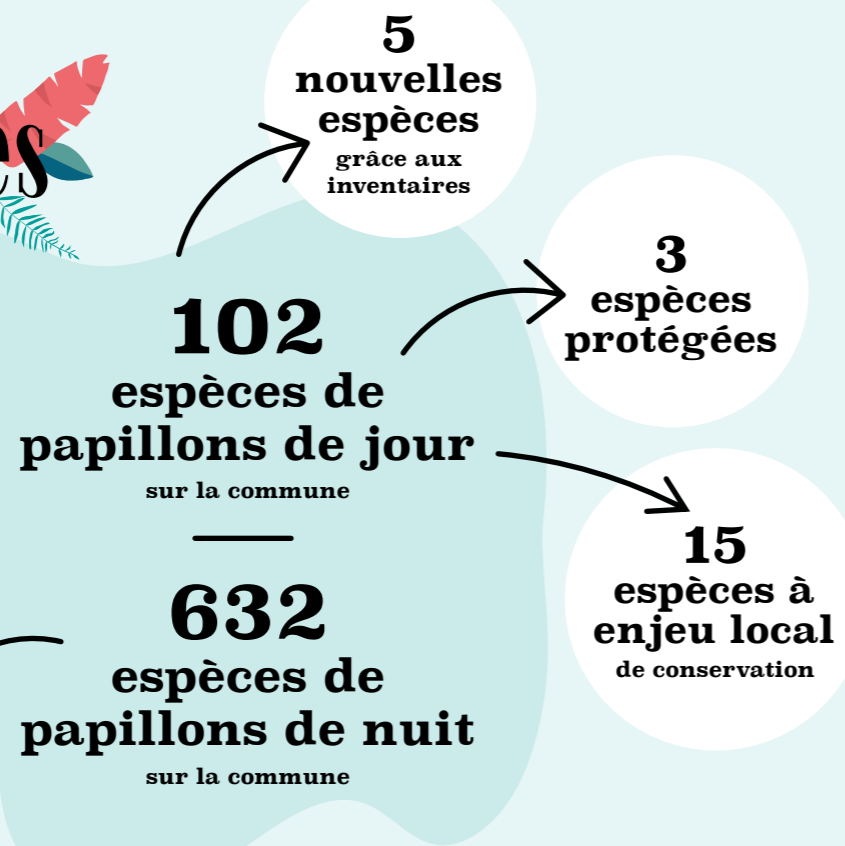 5
nouvelles
espèces
grâce aux
inventaires
3
espèces
protégées
102
espèces de
papillons de jour
sur la commune
15
espèces à
enjeu local
de conservation
632
espèces de
papillons de nuit
sur la commune